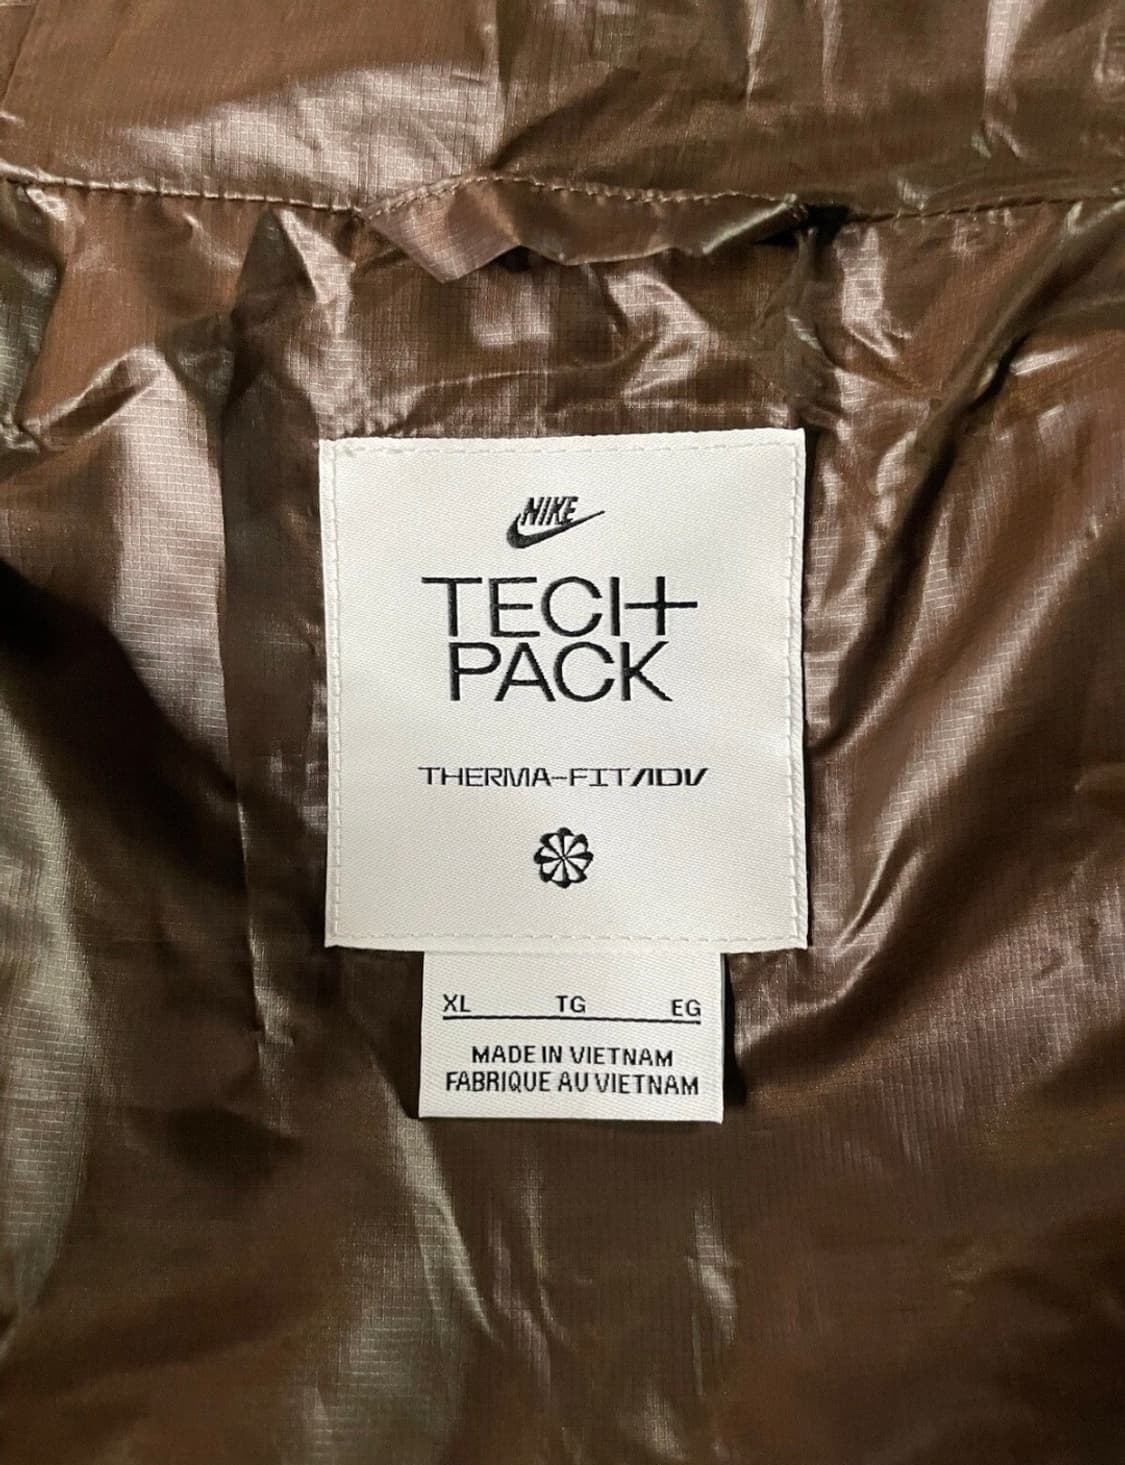 NIKE
TECH
PACK
THERMA-FIT ADV
XL TG EG
MADE IN VIETNAM
FABRIQUE AU VIETNAM